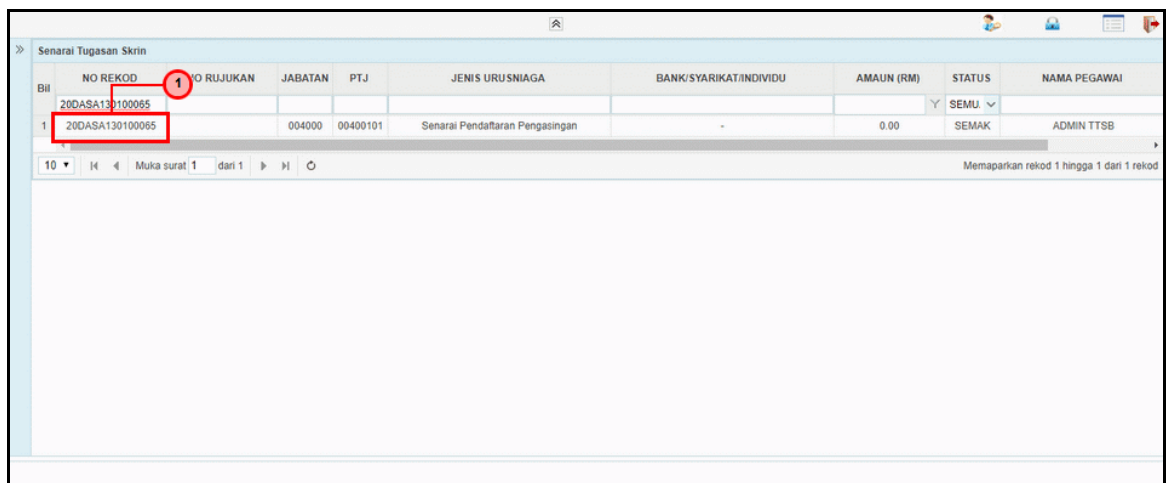 Senarai Tugasan Skrin
Bil NO REKOD NO RUJUKAN JABATAN PTJ JENIS URUSNIAGA BANK/SYARIKAT/INDIVIDU AMAUN (RM) STATUS NAMA PEGAWAI
1
20DASA130100065 SEMU.
1 20DASA130100065 004000 00400101 Senarai Pendaftaran Pengasingan - 0.00 SEMAK ADMIN TTSB
10 Muka surat 1 dari 1 Memaparkan rekod 1 hingga 1 dari 1 rekod